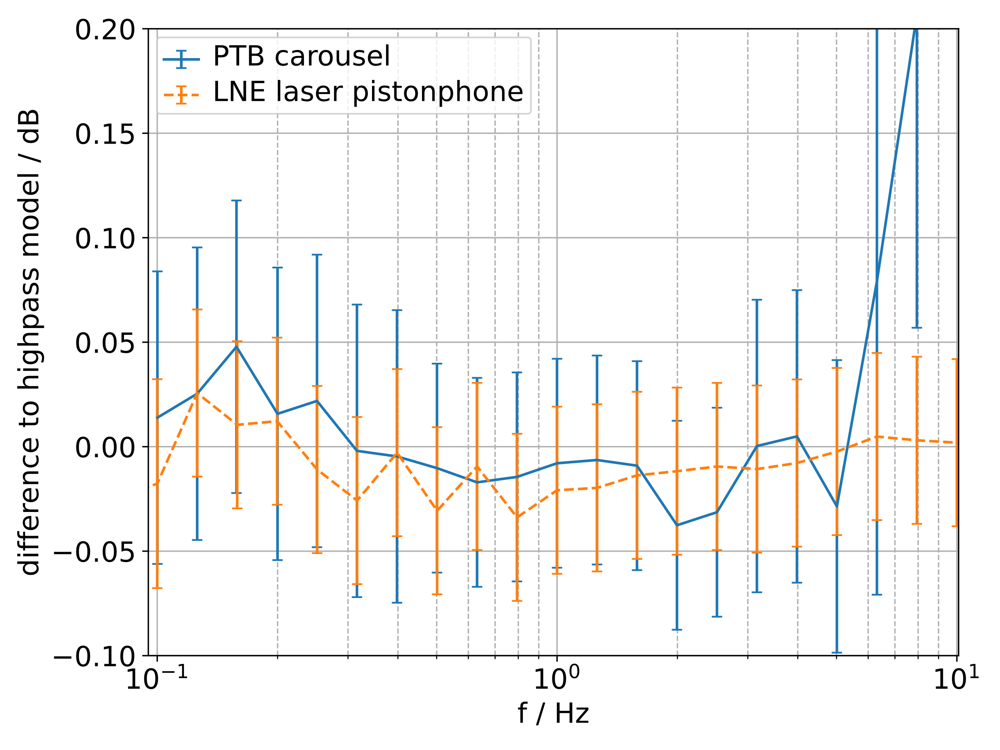 0.20
0.15
0.10
0.05
0.00
−0.05
−0.10
difference to highpass model / dB
PTB carousel
LNE laser pistonphone
10⁻¹
10⁰
10¹
f / Hz